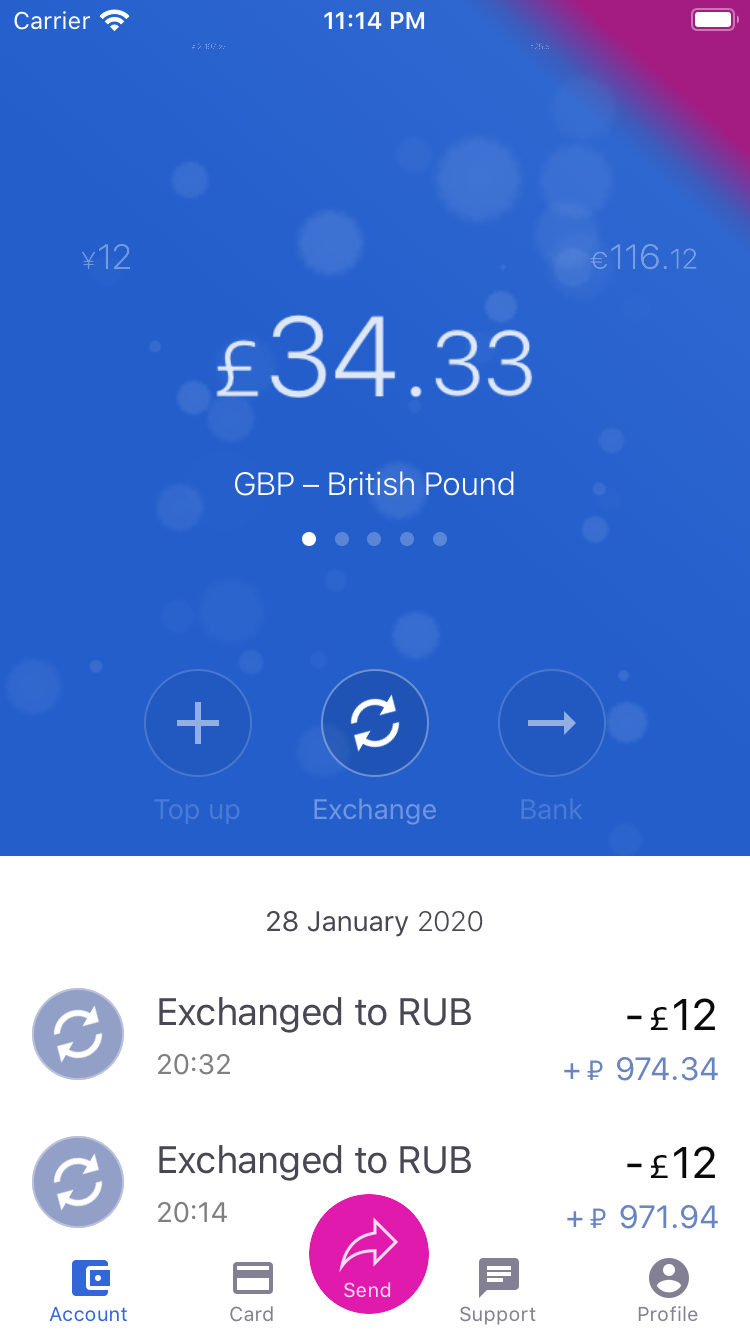 Carrier 11:14 PM
¥12
€116.12
£34.33
GBP – British Pound
Top up
Exchange
Bank
28 January 2020
Exchanged to RUB
-£12
20:32
+ ₽ 974.34
Exchanged to RUB
-£12
20:14
+ ₽ 971.94
Account
Card
Send
Support
Profile